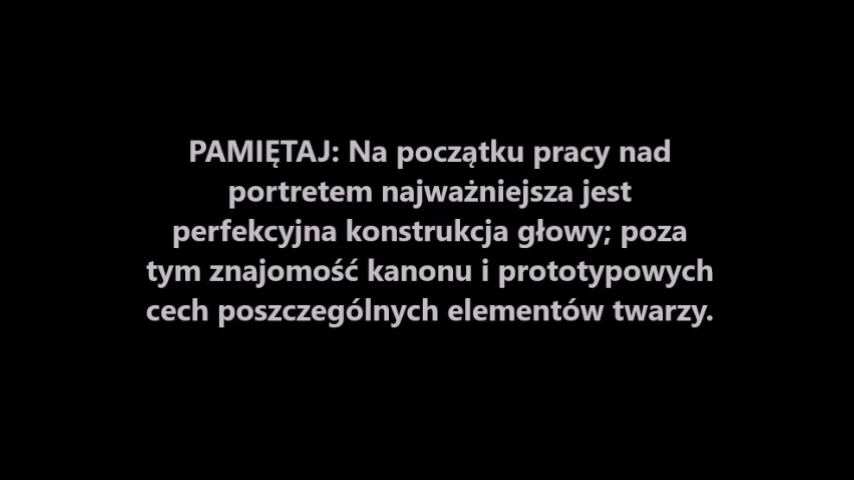 PAMIĘTAJ: Na początku pracy nad
portretem najważniejsza jest
perfekcyjna konstrukcja głowy; poza
tym znajomość kanonu i prototypowych
cech poszczególnych elementów twarzy.